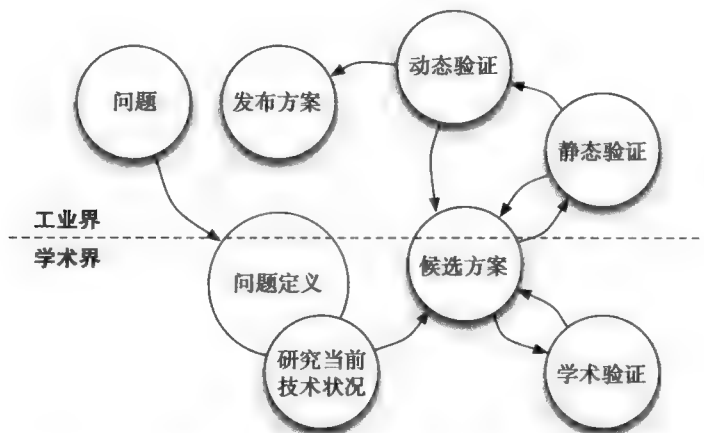 动态验证
问题
发布方案
静态验证
工业界
学术界
候选方案
问题定义
研究当前
技术状况
学术验证